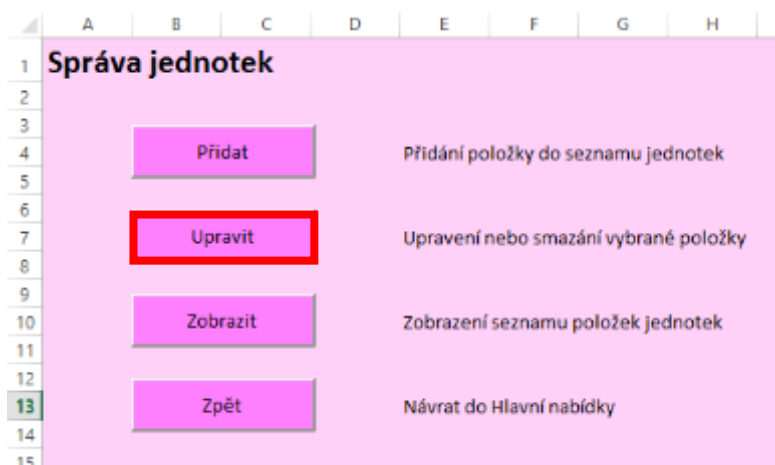 A B C D E F G H
1 Správa jednotek
2
3
4 Přidat Přidání položky do seznamu jednotek
5
6
7 Upravit Upravení nebo smazání vybrané položky
8
9
10 Zobrazit Zobrazení seznamu položek jednotek
11
12
13 Zpět Návrat do Hlavní nabídky
14
15